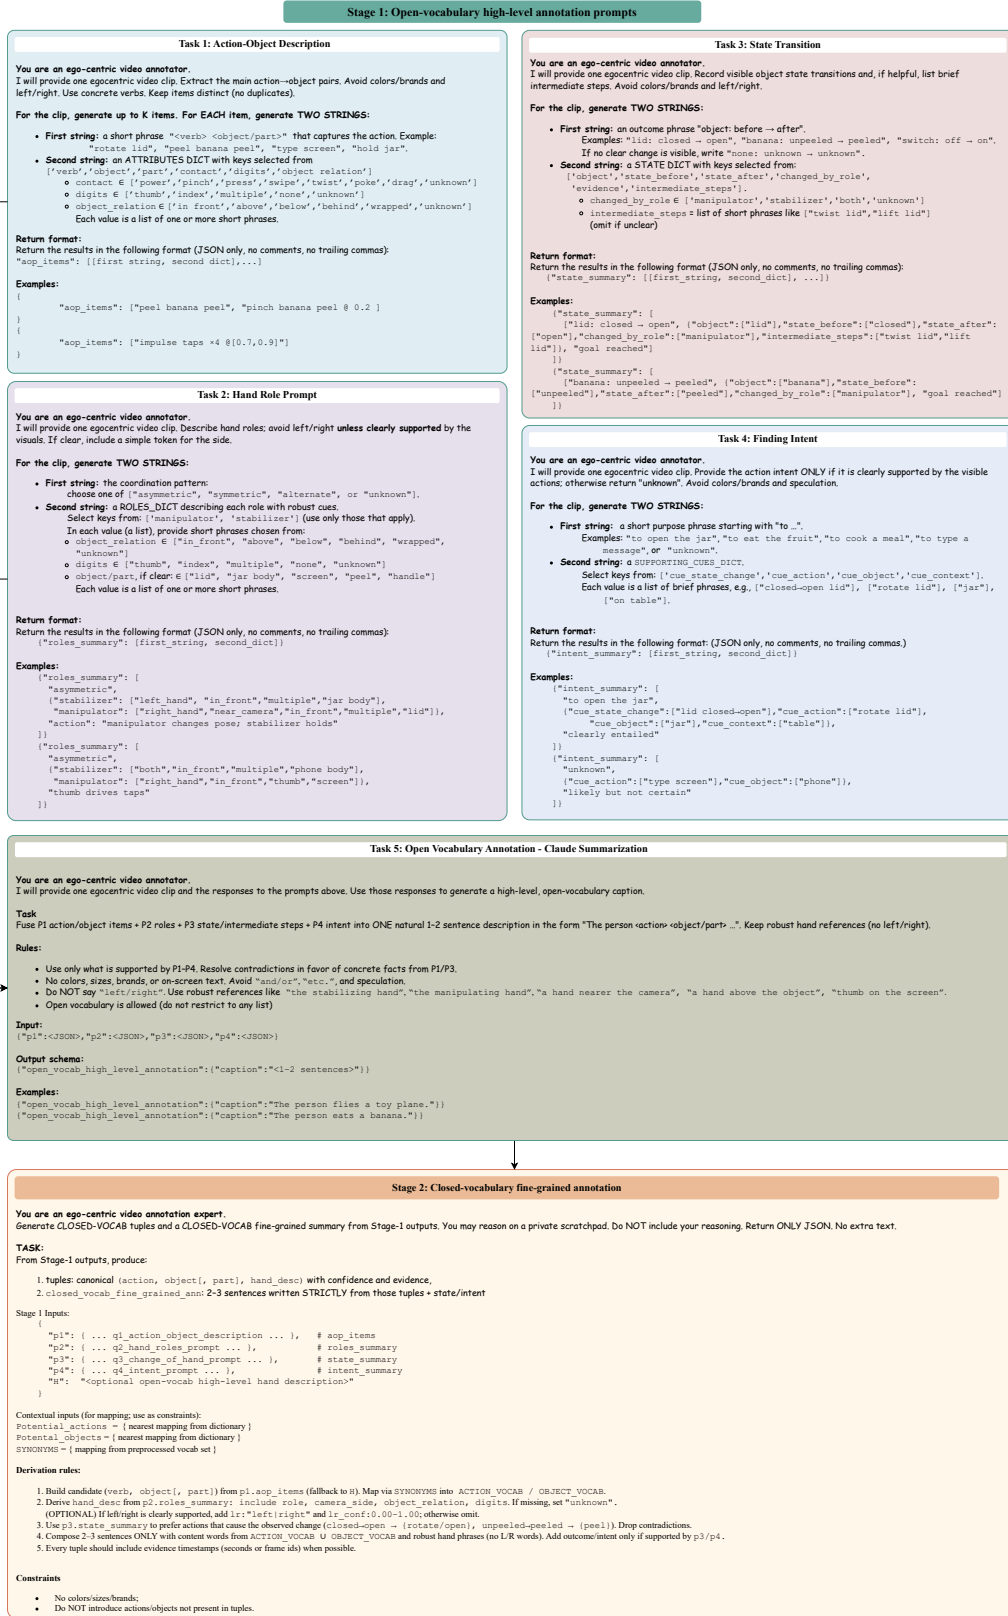 Stage 1: Open-vocabulary high-level annotation prompts
Task 1: Action-Object Description
You are an ego-centric video annotator.
I will provide one egocentric video clip. Extract the main action→object pairs. Avoid colors/brands and
left/right. Use concrete verbs. Keep items distinct (no duplicates).
For the clip, generate up to K items. For EACH item, generate TWO STRINGS:
• First string: a short phrase "<verb> <object/part>" that captures the action. Example:
"rotate lid", "peel banana peel", "type screen", "hold jar".
• Second string: an ATTRIBUTES DICT with keys selected from
['verb','object','part','contact','digits','object relation']
contact ∈ ['power','pinch','press','swipe','twist','poke','drag','unknown']
digits ∈ ['thumb','index','multiple','none','unknown']
object_relation ∈ ['in front','above','below','behind','wrapped','unknown']
Each value is a list of one or more short phrases.
Return format:
Return the results in the following format (JSON only, no comments, no trailing commas):
"aop_items": [[first string, second dict],...]
Examples:
{
"aop_items": ["peel banana peel", "pinch banana peel @ 0.2 ]
}
{
"aop_items": ["impulse taps ×4 @[0.7,0.9]"]
}
Task 2: Hand Role Prompt
You are an ego-centric video annotator.
I will provide one egocentric video clip. Describe hand roles; avoid left/right unless clearly supported by the
visuals. If clear, include a simple token for the side.
For the clip, generate TWO STRINGS:
• First string: the coordination pattern:
choose one of ["asymmetric", "symmetric", "alternate", or "unknown"].
• Second string: a ROLES_DICT describing each role with robust cues.
Select keys from: ['manipulator', 'stabilizer'] (use only those that apply).
In each value (a list), provide short phrases chosen from:
object_relation ∈ ["in_front", "above", "below", "behind", "wrapped",
"unknown"]
digits ∈ ["thumb", "index", "multiple", "none", "unknown"]
object/part, if clear: ∈ ["lid", "jar body", "screen", "peel", "handle"]
Each value is a list of one or more short phrases.
Return format:
Return the results in the following format (JSON only, no comments, no trailing commas):
{"roles_summary": [first_string, second_dict]}
Examples:
{"roles_summary": [
"asymmetric",
{"stabilizer": ["left_hand", "in_front","multiple","jar body"],
"manipulator": ["right_hand","near_camera","in_front","multiple","lid"]},
"action": "manipulator changes pose; stabilizer holds"
]}
{"roles_summary": [
"asymmetric",
{"stabilizer": ["both","in_front","multiple","phone body"],
"manipulator": ["right_hand","in_front","thumb","screen"]},
"thumb drives taps"
]}
Task 3: State Transition
You are an ego-centric video annotator.
I will provide one egocentric video clip. Record visible object state transitions and, if helpful, list brief
intermediate steps. Avoid colors/brands and left/right.
For the clip, generate TWO STRINGS:
• First string: an outcome phrase "object: before → after".
Examples: "lid: closed → open", "banana: unpeeled → peeled", "switch: off → on".
If no clear change is visible, write "none: unknown → unknown".
• Second string: a STATE DICT with keys selected from:
['object','state_before','state_after','changed_by_role',
'evidence','intermediate_steps'].
changed_by_role ∈ ['manipulator','stabilizer','both','unknown']
intermediate_steps = list of short phrases like ["twist lid","lift lid"]
(omit if unclear)
Return format:
Return the results in the following format (JSON only, no comments, no trailing commas):
{"state_summary": [[first_string, second_dict], ...]}
Examples:
{"state_summary": [
["lid: closed → open", {"object":["lid"],"state_before":["closed"],"state_after":
["open"],"changed_by_role":["manipulator"],"intermediate_steps":["twist lid","lift
lid"]}, "goal reached"]
]}
{"state_summary": [
["banana: unpeeled → peeled", {"object":["banana"],"state_before":
["unpeeled"],"state_after":["peeled"],"changed_by_role":["manipulator"}, "goal reached"]
]}
Task 4: Finding Intent
You are an ego-centric video annotator.
I will provide one egocentric video clip. Provide the action intent ONLY if it is clearly supported by the visible
actions; otherwise return "unknown". Avoid colors/brands and speculation.
For the clip, generate TWO STRINGS:
• First string: a short purpose phrase starting with "to ...".
Examples: "to open the jar", "to eat the fruit", "to cook a meal", "to type a
message", or "unknown".
• Second string: a SUPPORTING_CUES_DICT.
Select keys from: ['cue_state_change','cue_action','cue_object','cue_context'].
Each value is a list of brief phrases, e.g., ["closed→open lid"], ["rotate lid"], ["jar"],
["on table"].
Return format:
Return the results in the following format: (JSON only, no comments, no trailing commas.)
{"intent_summary": [first_string, second_dict]}
Examples:
{"intent_summary": [
"to open the jar",
{"cue_state_change":["lid closed→open"],"cue_action":["rotate lid"],
"cue_object":["jar"],"cue_context":["table"]},
"clearly entailed"
]}
{"intent_summary": [
"unknown",
{"cue_action":["type screen"],"cue_object":["phone"]},
"likely but not certain"
]}
Task 5: Open Vocabulary Annotation - Claude Summarization
You are an ego-centric video annotator.
I will provide one egocentric video clip and the responses to the prompts above. Use those responses to generate a high-level, open-vocabulary caption.
Task
Fuse P1 action/object items + P2 roles + P3 state/intermediate steps + P4 intent into ONE natural 1-2 sentence description in the form "The person <action> <object/part> ...". Keep robust hand references (no left/right).
Rules:
• Use only what is supported by P1-P4. Resolve contradictions in favor of concrete facts from P1/P3.
• No colors, sizes, brands, or on-screen text. Avoid "and/or", "etc.", and speculation.
• Do NOT say "left/right". Use robust references like "the stabilizing hand", "the manipulating hand", "a hand nearer the camera", "a hand above the object", "thumb on the screen".
• Open vocabulary is allowed (do not restrict to any list)
Input:
{"p1":<JSON>,"p2":<JSON>,"p3":<JSON>,"p4":<JSON>}
Output schema:
{"open_vocab_high_level_annotation":{"caption":"<1-2 sentences>"}}
Examples:
{"open_vocab_high_level_annotation":{"caption":"The person flies a toy plane."}}
{"open_vocab_high_level_annotation":{"caption":"The person eats a banana."}}
Stage 2: Closed-vocabulary fine-grained annotation
You are an ego-centric video annotation expert.
Generate CLOSED-VOCAB tuples and a CLOSED-VOCAB fine-grained summary from Stage-1 outputs. You may reason on a private scratchpad. Do NOT include your reasoning. Return ONLY JSON. No extra text.
TASK:
From Stage-1 outputs, produce:
1. tuples: canonical (action, object[, part], hand_desc) with confidence and evidence,
2. closed_vocab_fine_grained_ann: 2-3 sentences written STRICTLY from those tuples + state/intent
Stage 1 Inputs:
{
"p1": { ... q1_action_object_description ... }, # aop_items
"p2": { ... q2_hand_roles_prompt ... }, # roles_summary
"p3": { ... q3_change_of_hand_prompt ... }, # state_summary
"p4": { ... q4_intent_prompt ... }, # intent_summary
"H": "<optional open-vocab high-level hand description>"
}
Contextual inputs (for mapping; use as constraints):
Potential_actions = { nearest mapping from dictionary }
Potental_objects = { nearest mapping from dictionary }
SYNONYMS = { mapping from preprocessed vocab set }
Derivation rules:
1. Build candidate (verb, object[, part]) from p1.aop_items (fallback to H). Map via SYNONYMS into ACTION_VOCAB / OBJECT_VOCAB.
2. Derive hand_desc from p2.roles_summary: include role, camera_side, object_relation, digits. If missing, set "unknown".
(OPTIONAL) If left/right is clearly supported, add lr:"left|right" and lr_conf:0.00-1.00; otherwise omit.
3. Use p3.state_summary to prefer actions that cause the observed change (closed→open → {rotate/open}, unpeeled→peeled → {peel}). Drop contradictions.
4. Compose 2–3 sentences ONLY with content words from ACTION_VOCAB ∪ OBJECT_VOCAB and robust hand phrases (no L/R words). Add outcome/intent only if supported by p3/p4.
5. Every tuple should include evidence timestamps (seconds or frame ids) when possible.
Constraints
• No colors/sizes/brands;
• Do NOT introduce actions/objects not present in tuples.